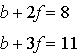 b + 2f = 8
b + 3f = 11